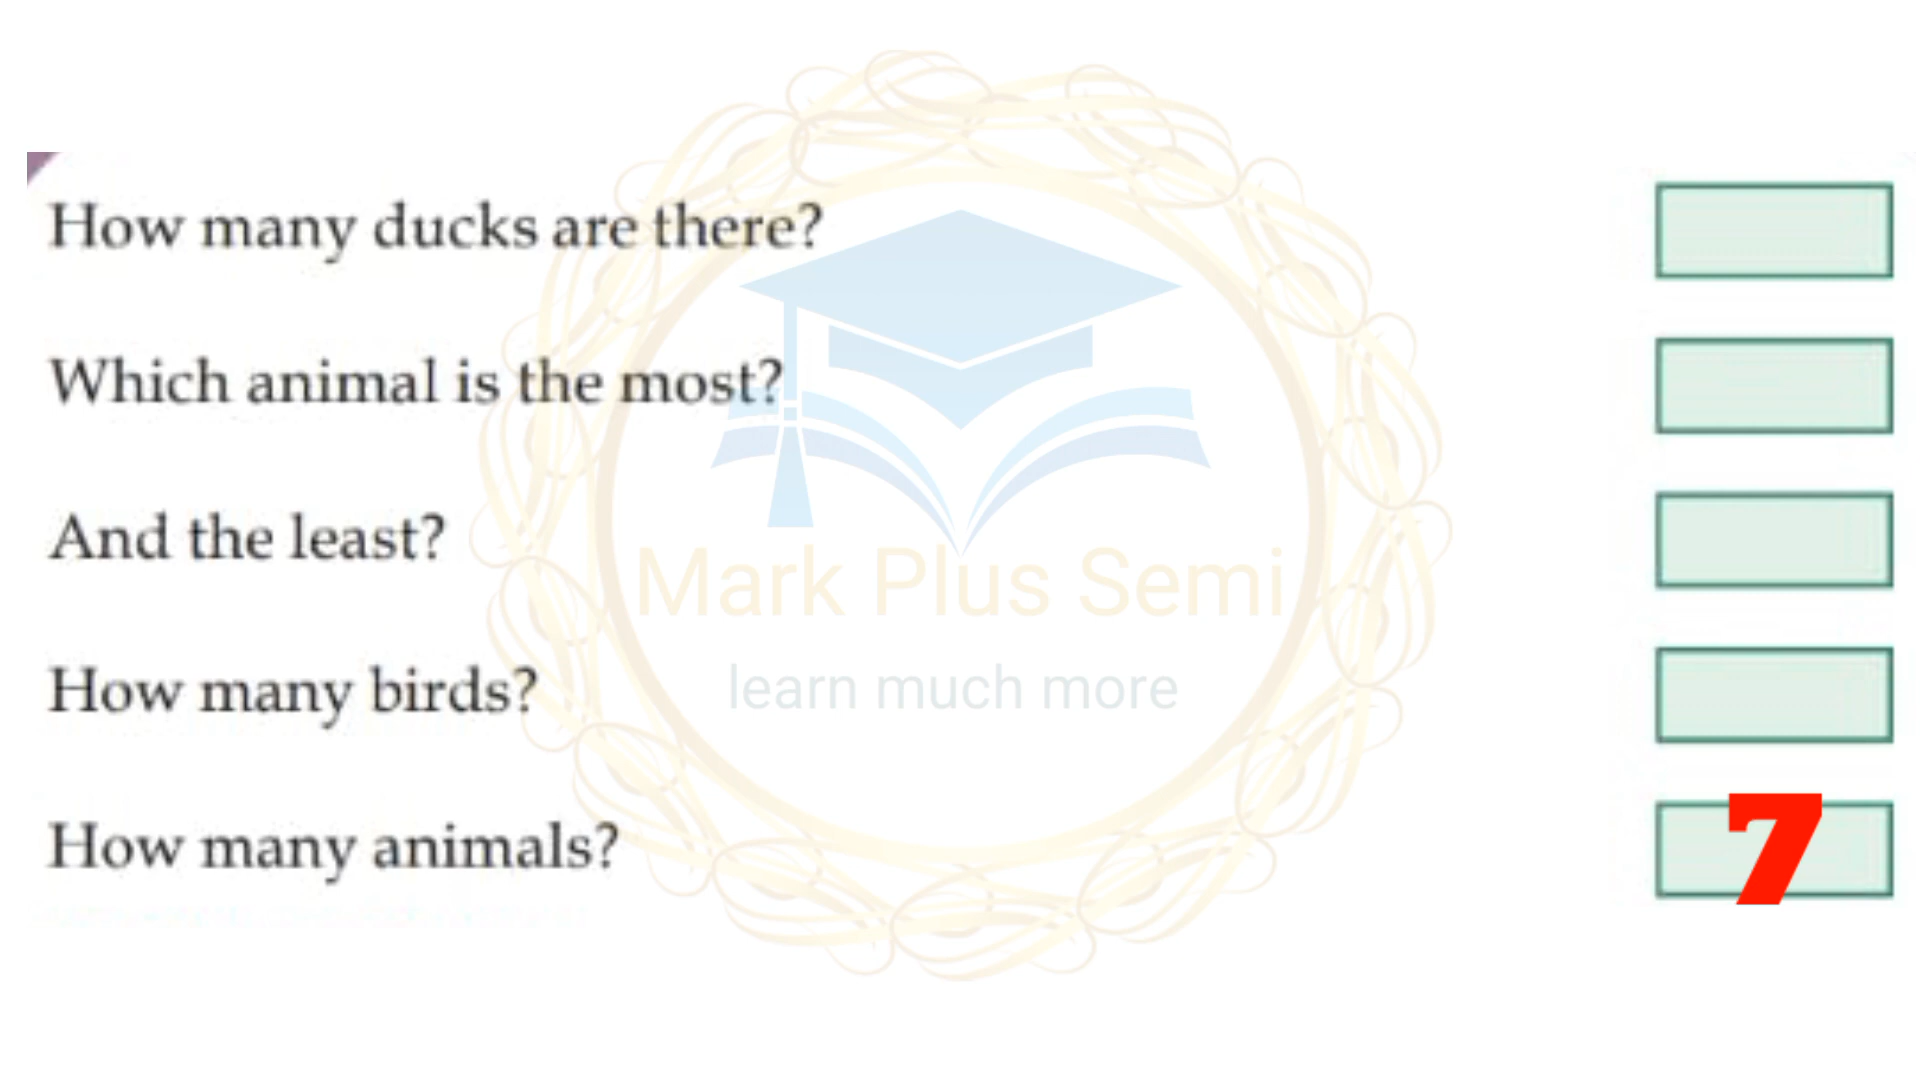 How many ducks are there?
Which animal is the most?
And the least?
Mark Plus Semi
How many birds?
learn much more
How many animals? 7